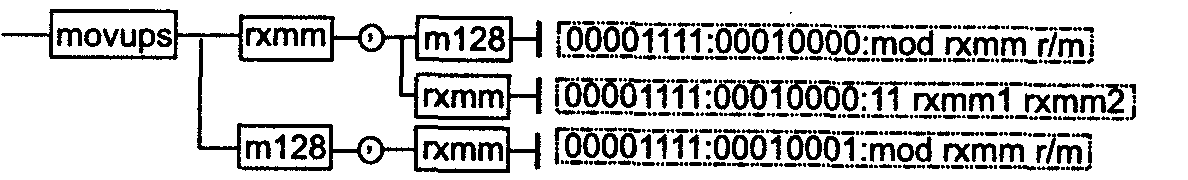 movups rxmm , m128 00001111:00010000:mod rxmm r/m
rxmm 00001111:00010000:11 rxmm1 rxmm2
m128 , rxmm 00001111:00010001:mod rxmm r/m